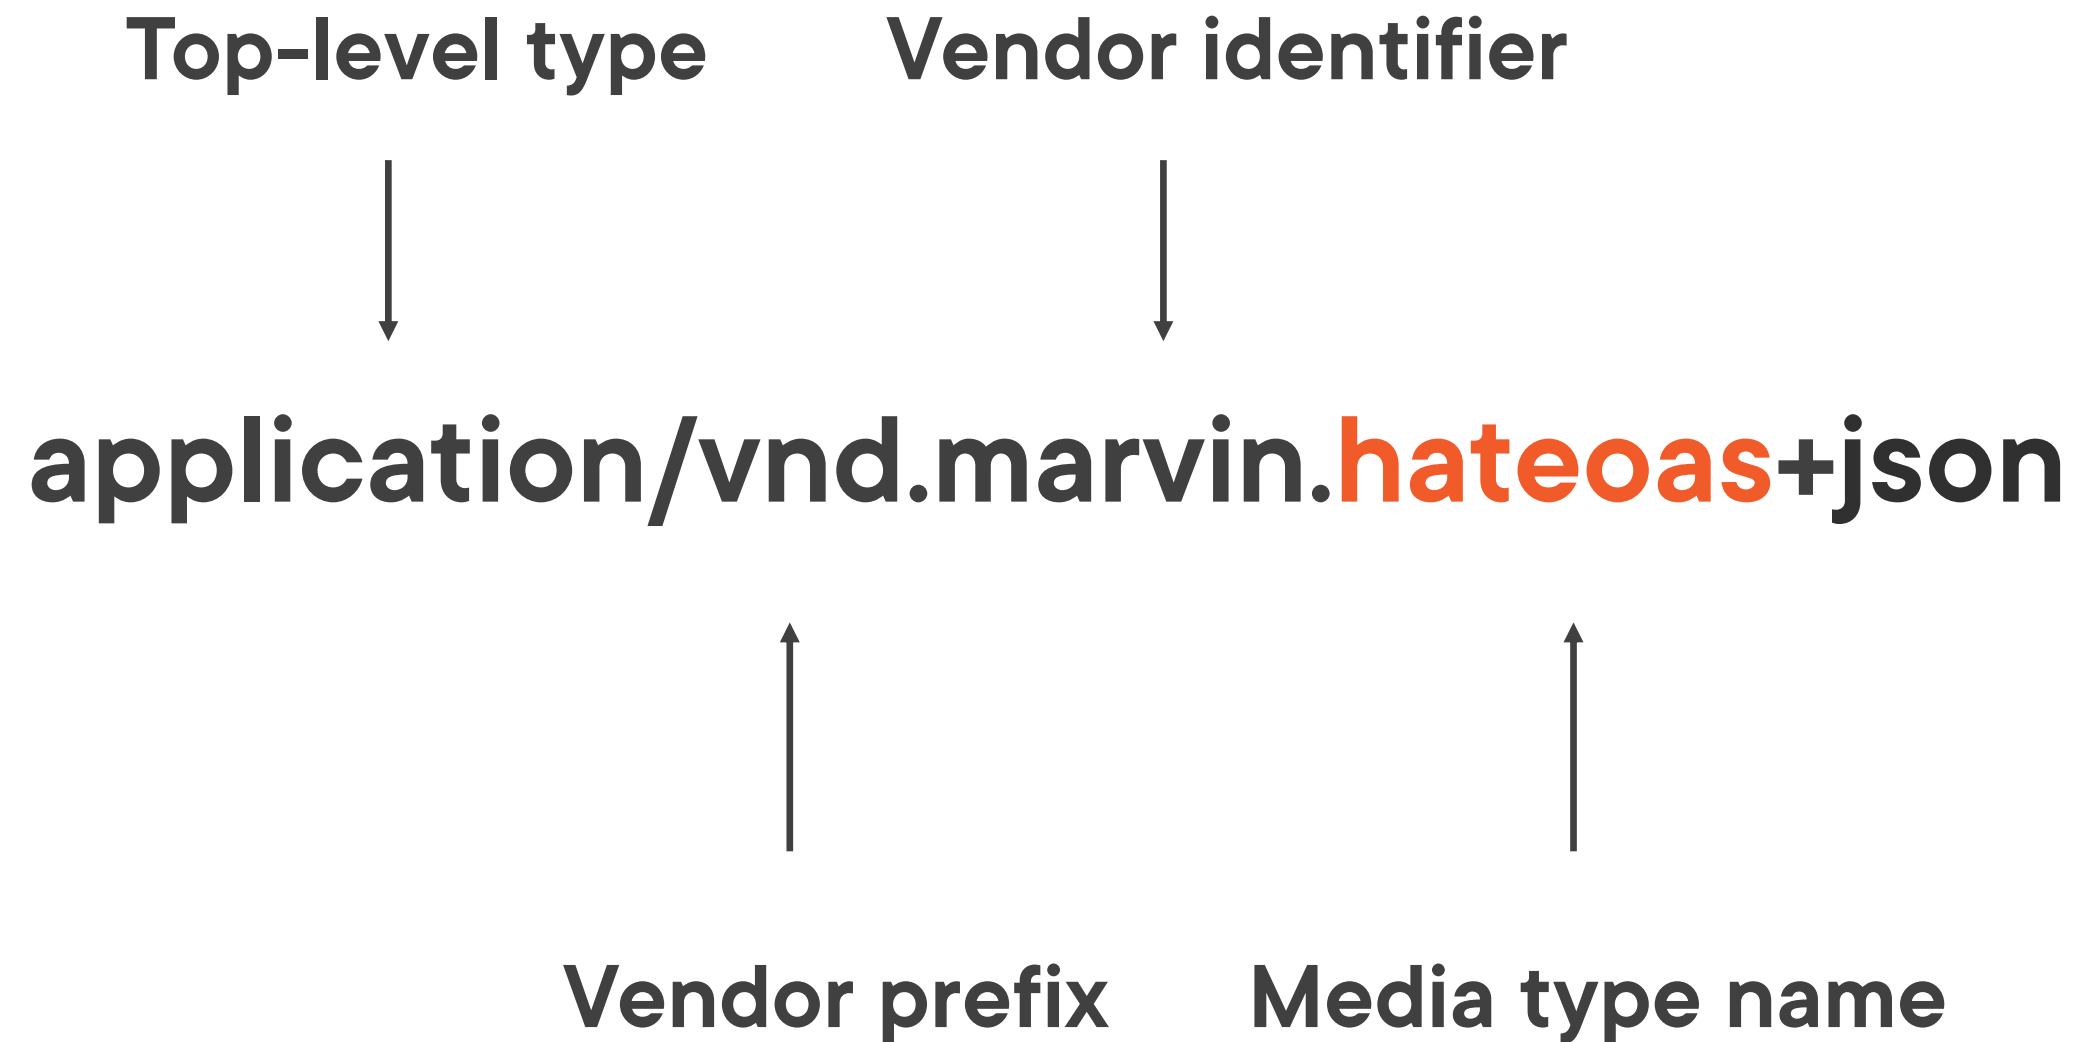 Top-level type Vendor identifier
application/vnd.marvin.hateoas+json
Vendor prefix Media type name